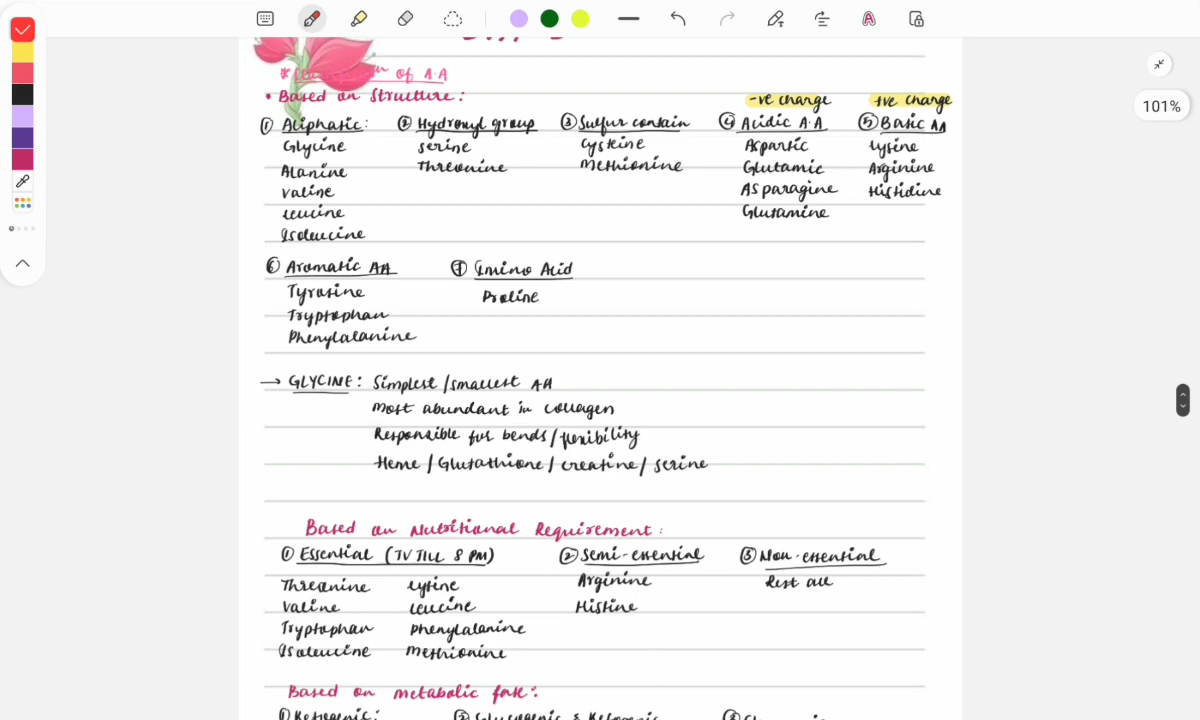 of A.A
• Based on Structure:
-ve charge +ve charge
① Aliphatic: ② Hydroxyl group ③ Sulfur contain ④ Acidic A.A ⑤ Basic AA
Glycine serine Cysteine Aspartic Lysine
Alanine Threonine Methionine Glutamic Arginine
Valine Asparagine Histidine
Leucine Glutamine
Isoleucine
⑥ Aromatic AA ⑦ Imino Acid
Tyrosine Proline
Tryptophan
Phenylalanine
→ GLYCINE: Simplest/smallest AA
Most abundant in collagen
Responsible for bends/flexibility
Heme/Glutathione/creatine/serine
Based on Nutritional Requirement:
① Essential (TV TILL 8 PM) ② Semi-essential ③ Non-essential
Threonine Lysine Arginine Rest all
Valine Leucine Histine
Tryptophan Phenylalanine
Isoleucine Methionine
Based on metabolic fate:
① Ketogenic:
101%